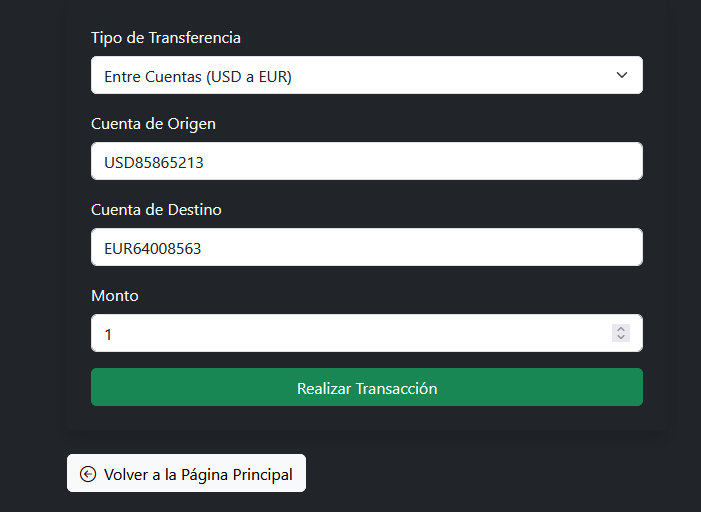 Tipo de Transferencia
Entre Cuentas (USD a EUR)
Cuenta de Origen
USD85865213
Cuenta de Destino
EUR64008563
Monto
1
Realizar Transacción
Volver a la Página Principal